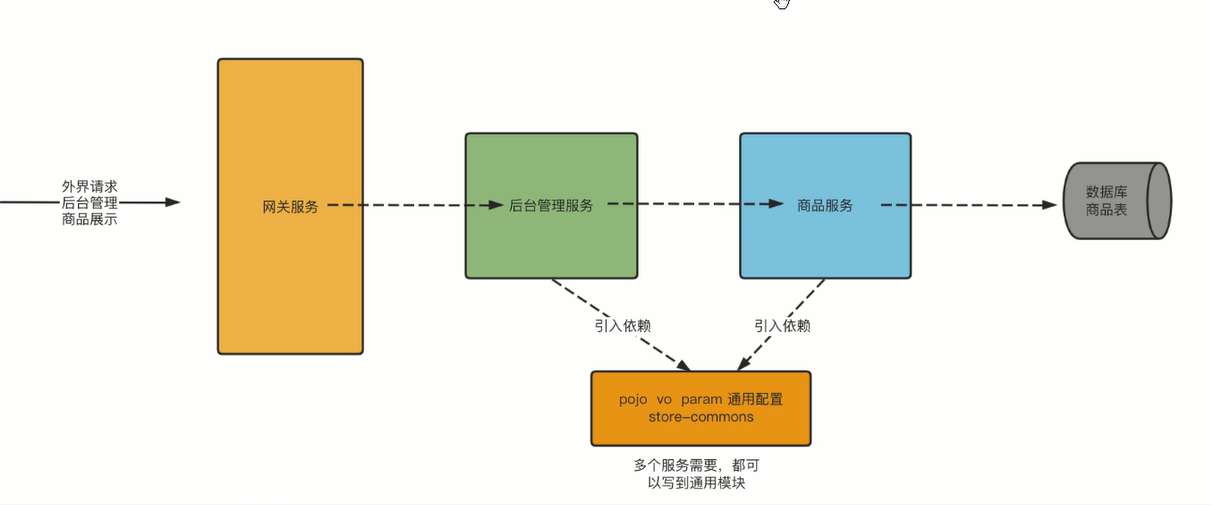 外界请求
后台管理
商品展示
网关服务
后台管理服务
商品服务
数据库
商品表
引入依赖
引入依赖
pojo vo param 通用配置
store-commons
多个服务需要，都可
以写到通用模块